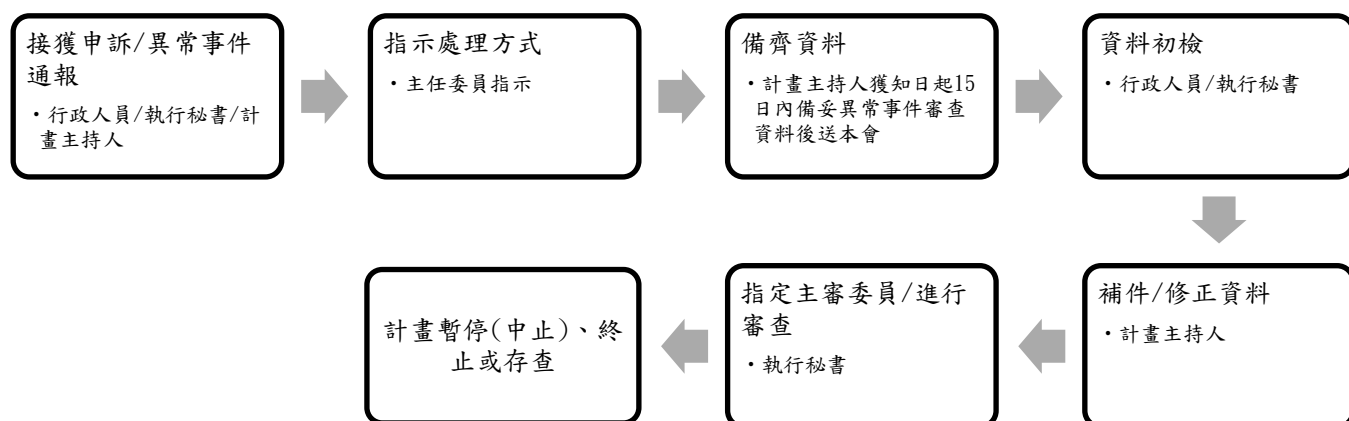 接獲申訴/異常事件
通報
・行政人員/執行秘書/計
畫主持人
指示處理方式
・主任委員指示
備齊資料
・計畫主持人獲知日起15
日內備妥異常事件審查
資料後送本會
資料初檢
・行政人員/執行秘書
補件/修正資料
・計畫主持人
指定主審委員/進行
審查
・執行秘書
計畫暫停(中止)、終
止或存查